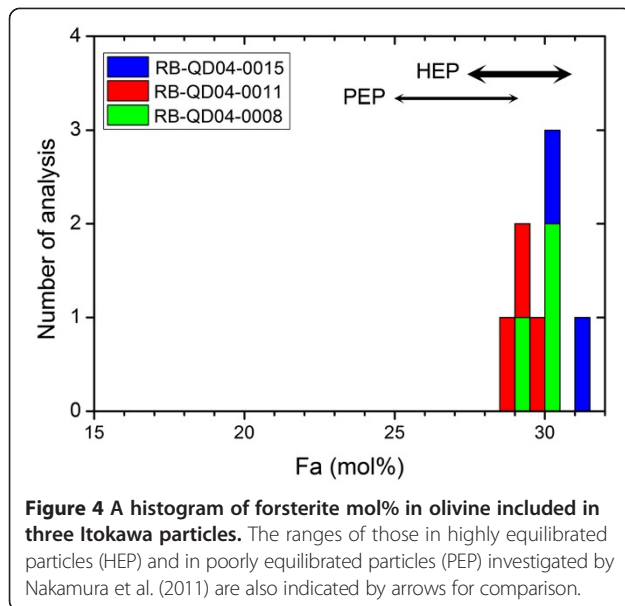 4
3
2
1
0
Number of analysis
RB-QD04-0015
RB-QD04-0011
RB-QD04-0008
HEP
PEP
15 20 25 30
Fa (mol%)
Figure 4 A histogram of forsterite mol% in olivine included in
three Itokawa particles. The ranges of those in highly equilibrated
particles (HEP) and in poorly equilibrated particles (PEP) investigated by
Nakamura et al. (2011) are also indicated by arrows for comparison.